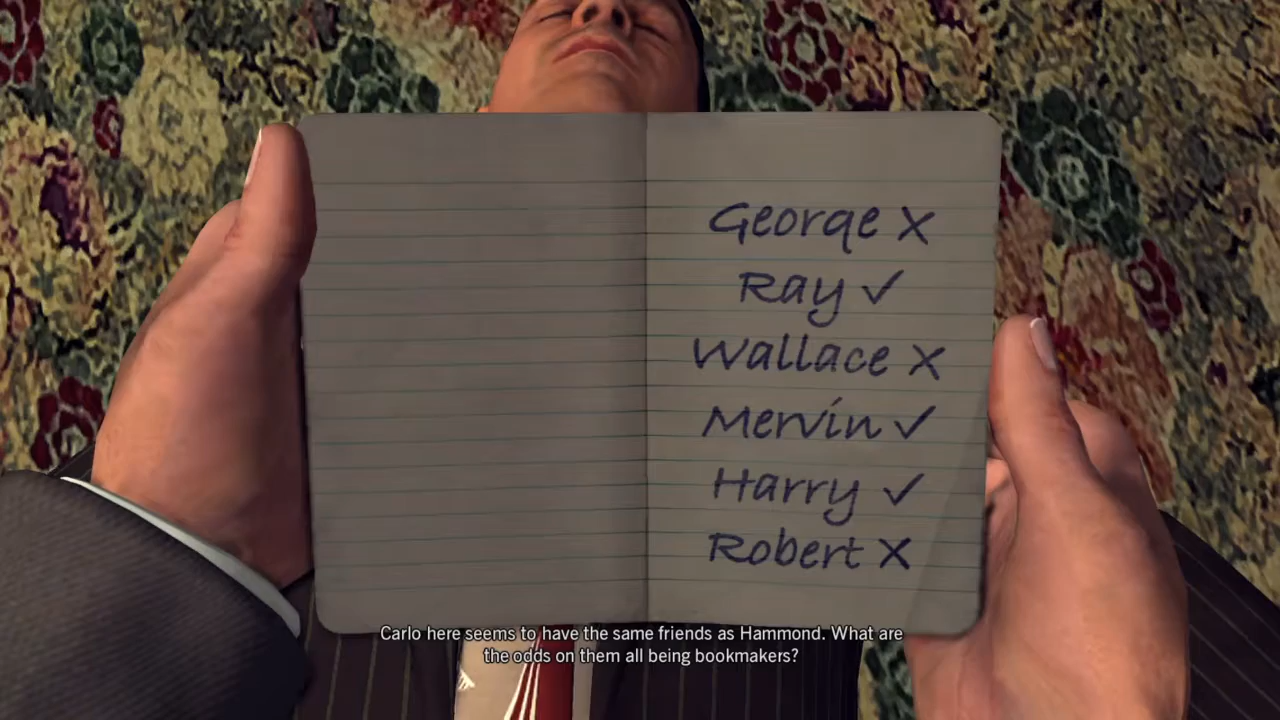 George X
Ray ✓
Wallace X
Mervin ✓
Harry ✓
Robert X
Carlo here seems to have the same friends as Hammond. What are
the odds on them all being bookmakers?